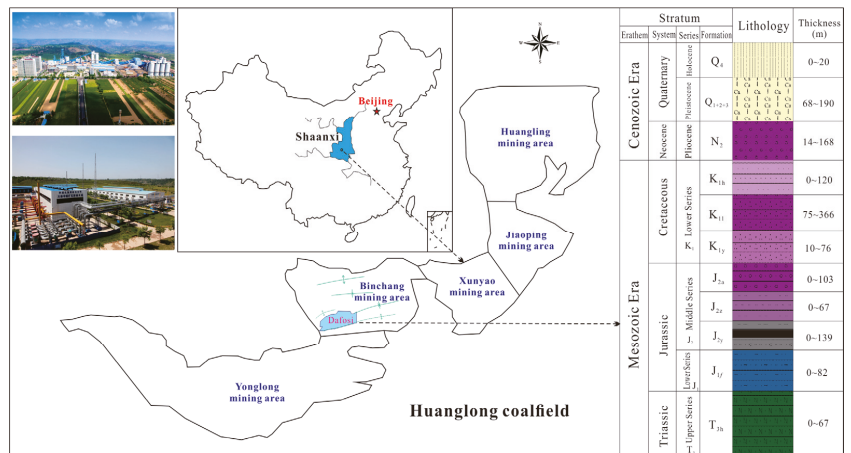 Beijing
Shaanxi
N
Huangling
mining area
Jiaoping
mining area
Xunyao
mining area
Binchang
mining area
Dafosi
Yonglong
mining area
Huanglong coalfield
Stratum
Lithology
Thickness
(m)
Erathem System Series Formation
Cenozoic Era
Quaternary
Holocene
Q4
0~20
Pleistocene
Q1+2+3
68~190
Neocene
Pliocene
N2
14~168
Mesozoic Era
Cretaceous
Lower Series
K1
K1h
0~120
K1l
75~366
K1y
10~76
Jurassic
Middle Series
J2a
0~103
J2z
0~67
J2y
0~139
Lower Series
J1f
0~82
Triassic
Upper Series
T3h
0~67